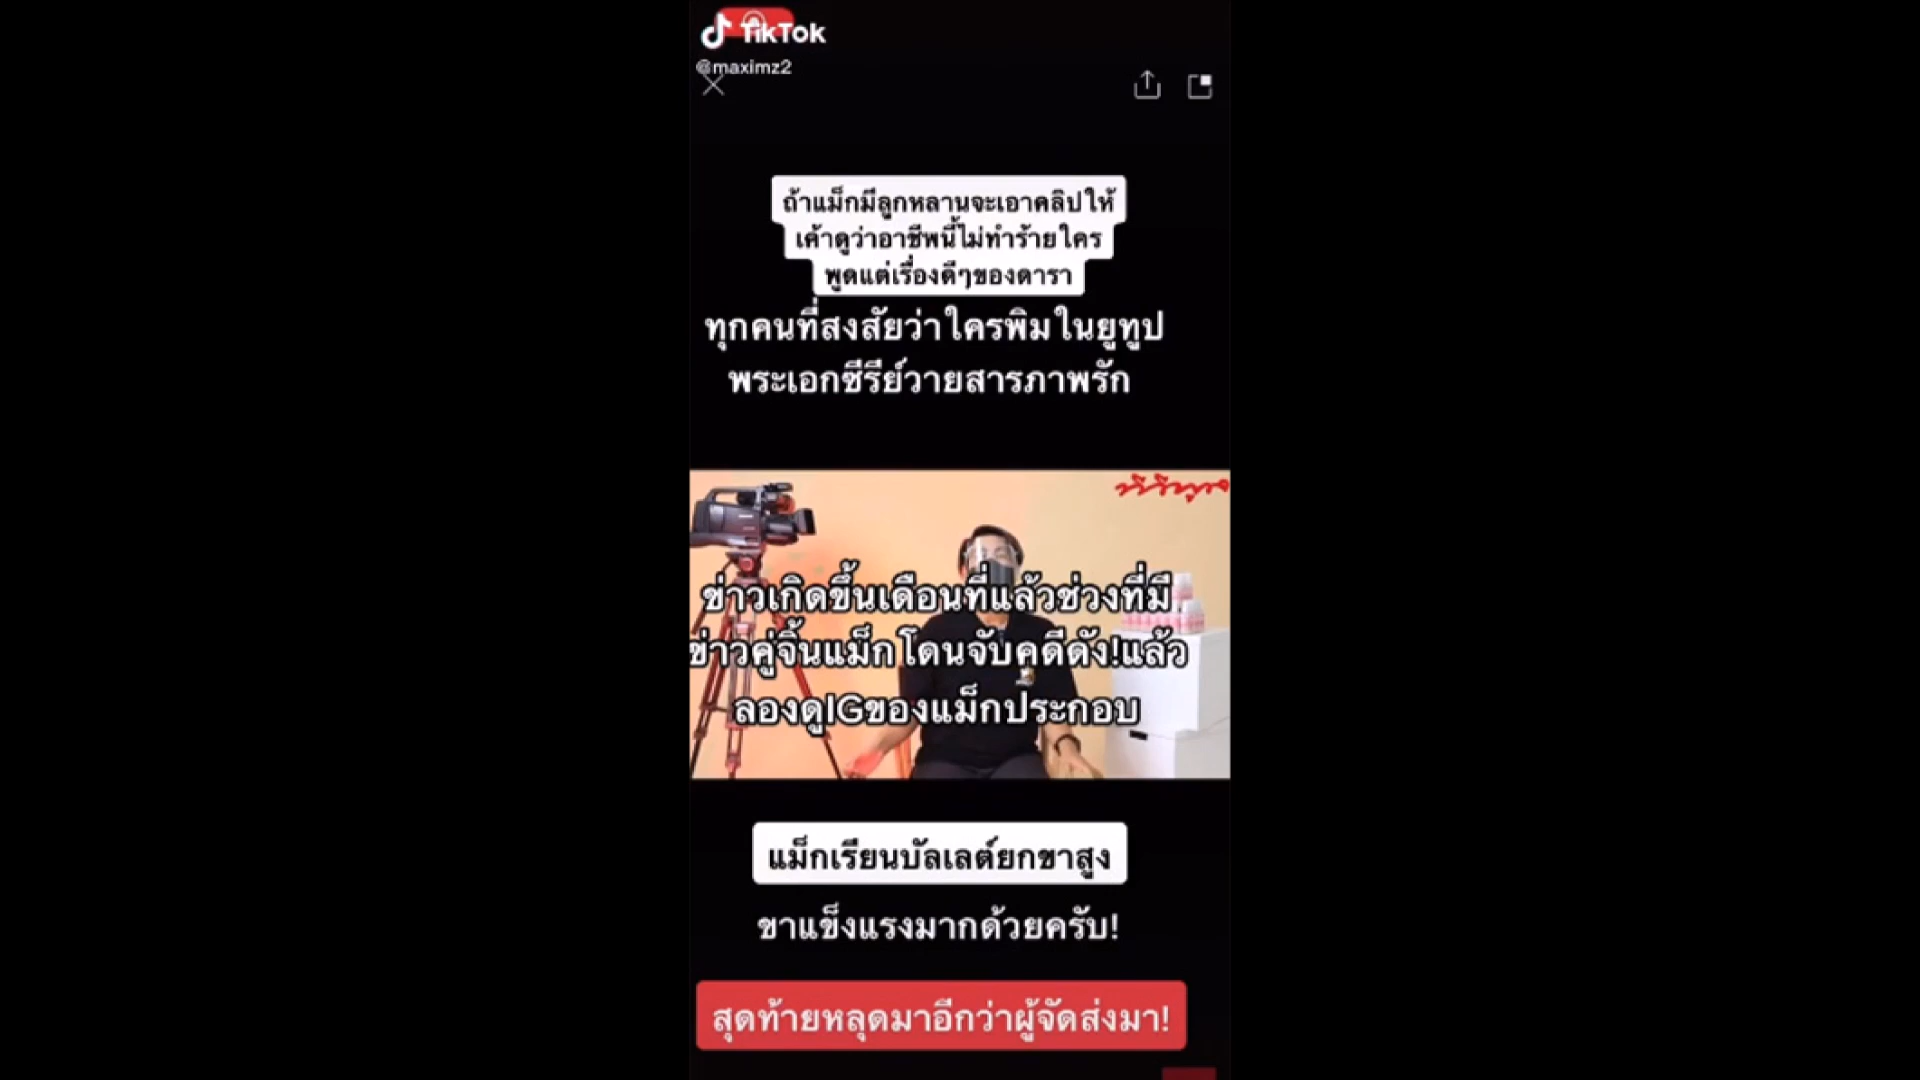 TikTok
@maximz2
ถ้าแม็กมีลูกหลานจะเอาคลิปให้
เค้าดูว่าอาชีพนี้ไม่ทำร้ายใคร
พูดแต่เรื่องดีๆของดารา
ทุกคนที่สงสัยว่าใครพิมในยูทูป
พระเอกซีรีย์วายสารภาพรัก
ข่าวเกิดขึ้นเดือนที่แล้วช่วงที่มี
ข่าวคู่จิ้นแม็กโดนจับคดีดัง!แล้ว
ลองดูIGของแม็กประกอบ
แม็กเรียนบัลเลต์ยกขาสูง
ขาแข็งแรงมากด้วยครับ!
สุดท้ายหลุดมาอีกว่าผู้จัดส่งมา!